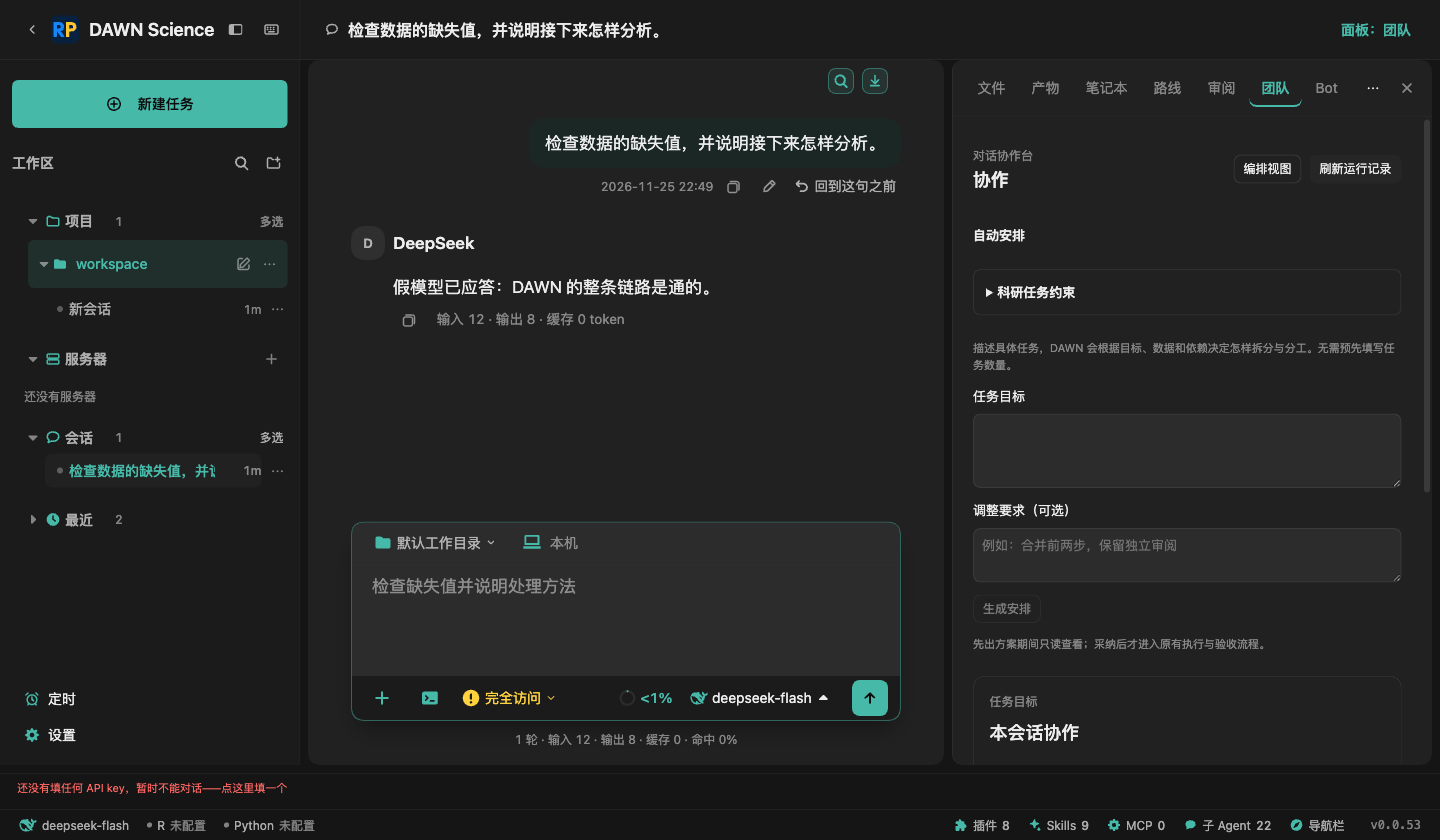 RP DAWN Science
检查数据的缺失值，并说明接下来怎样分析。
面板：团队
新建任务
工作区
项目 1 多选
workspace
新会话 1m
服务器
还没有服务器
会话 1 多选
检查数据的缺失值，并 1m
最近 2
定时
设置
检查数据的缺失值，并说明接下来怎样分析。
2026-11-25 22:49 回到这句之前
D DeepSeek
假模型已应答：DAWN 的整条链路是通的。
输入 12 · 输出 8 · 缓存 0 token
默认工作目录 本机
检查缺失值并说明处理方法
完全访问 <1% deepseek-flash
1 轮 · 输入 12 · 输出 8 · 缓存 0 · 命中 0%
文件 产物 笔记本 路线 审阅 团队 Bot
对话协作台
协作
编排视图 刷新运行记录
自动安排
科研任务约束
描述具体任务，DAWN 会根据目标、数据和依赖决定怎样拆分与分工。无需预先填写任
务数量。
任务目标
调整要求（可选）
例如：合并前两步，保留独立审阅
生成安排
先出方案期间只读查看；采纳后才进入原有执行与验收流程。
任务目标
本会话协作
还没有填任何 API key，暂时不能对话——点这里填一个
deepseek-flash R 未配置 Python 未配置
插件 8 Skills 9 MCP 0 子 Agent 22 导航栏 v0.0.53